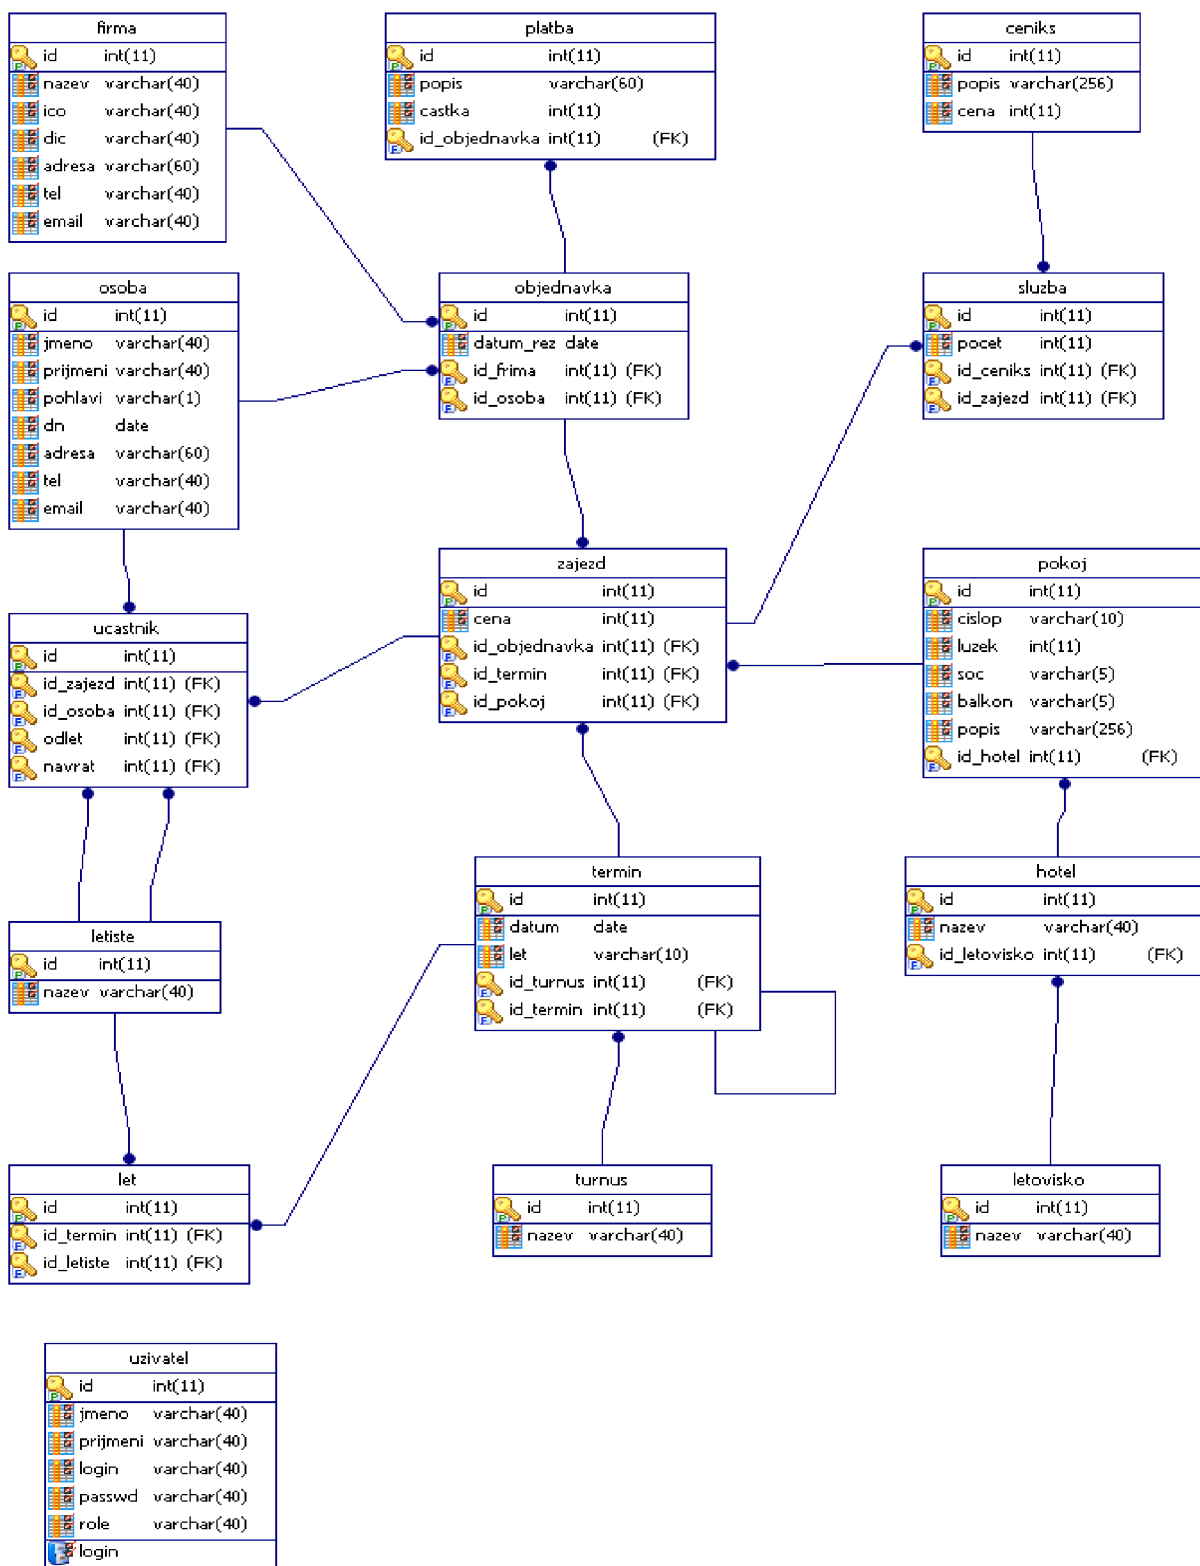 firma
id int(11)
nazev varchar(40)
ico varchar(40)
dic varchar(40)
adresa varchar(60)
tel varchar(40)
email varchar(40)
platba
id int(11)
popis varchar(60)
castka int(11)
id_objednavka int(11) (FK)
ceniks
id int(11)
popis varchar(256)
cena int(11)
osoba
id int(11)
jmeno varchar(40)
prijmeni varchar(40)
pohlavi varchar(1)
dn date
adresa varchar(60)
tel varchar(40)
email varchar(40)
objednavka
id int(11)
datum_rez date
id_frima int(11) (FK)
id_osoba int(11) (FK)
sluzba
id int(11)
pocet int(11)
id_ceniks int(11) (FK)
id_zajezd int(11) (FK)
ucastnik
id int(11)
id_zajezd int(11) (FK)
id_osoba int(11) (FK)
odlet int(11) (FK)
navrat int(11) (FK)
zajezd
id int(11)
cena int(11)
id_objednavka int(11) (FK)
id_termin int(11) (FK)
id_pokoj int(11) (FK)
pokoj
id int(11)
cislop varchar(10)
luzek int(11)
soc varchar(5)
balkon varchar(5)
popis varchar(256)
id_hotel int(11) (FK)
letiste
id int(11)
nazev varchar(40)
termin
id int(11)
datum date
let varchar(10)
id_turnus int(11) (FK)
id_termin int(11) (FK)
hotel
id int(11)
nazev varchar(40)
id_letovisko int(11) (FK)
let
id int(11)
id_termin int(11) (FK)
id_letiste int(11) (FK)
turnus
id int(11)
nazev varchar(40)
letovisko
id int(11)
nazev varchar(40)
uzivatel
id int(11)
jmeno varchar(40)
prijmeni varchar(40)
login varchar(40)
passwd varchar(40)
role varchar(40)
login